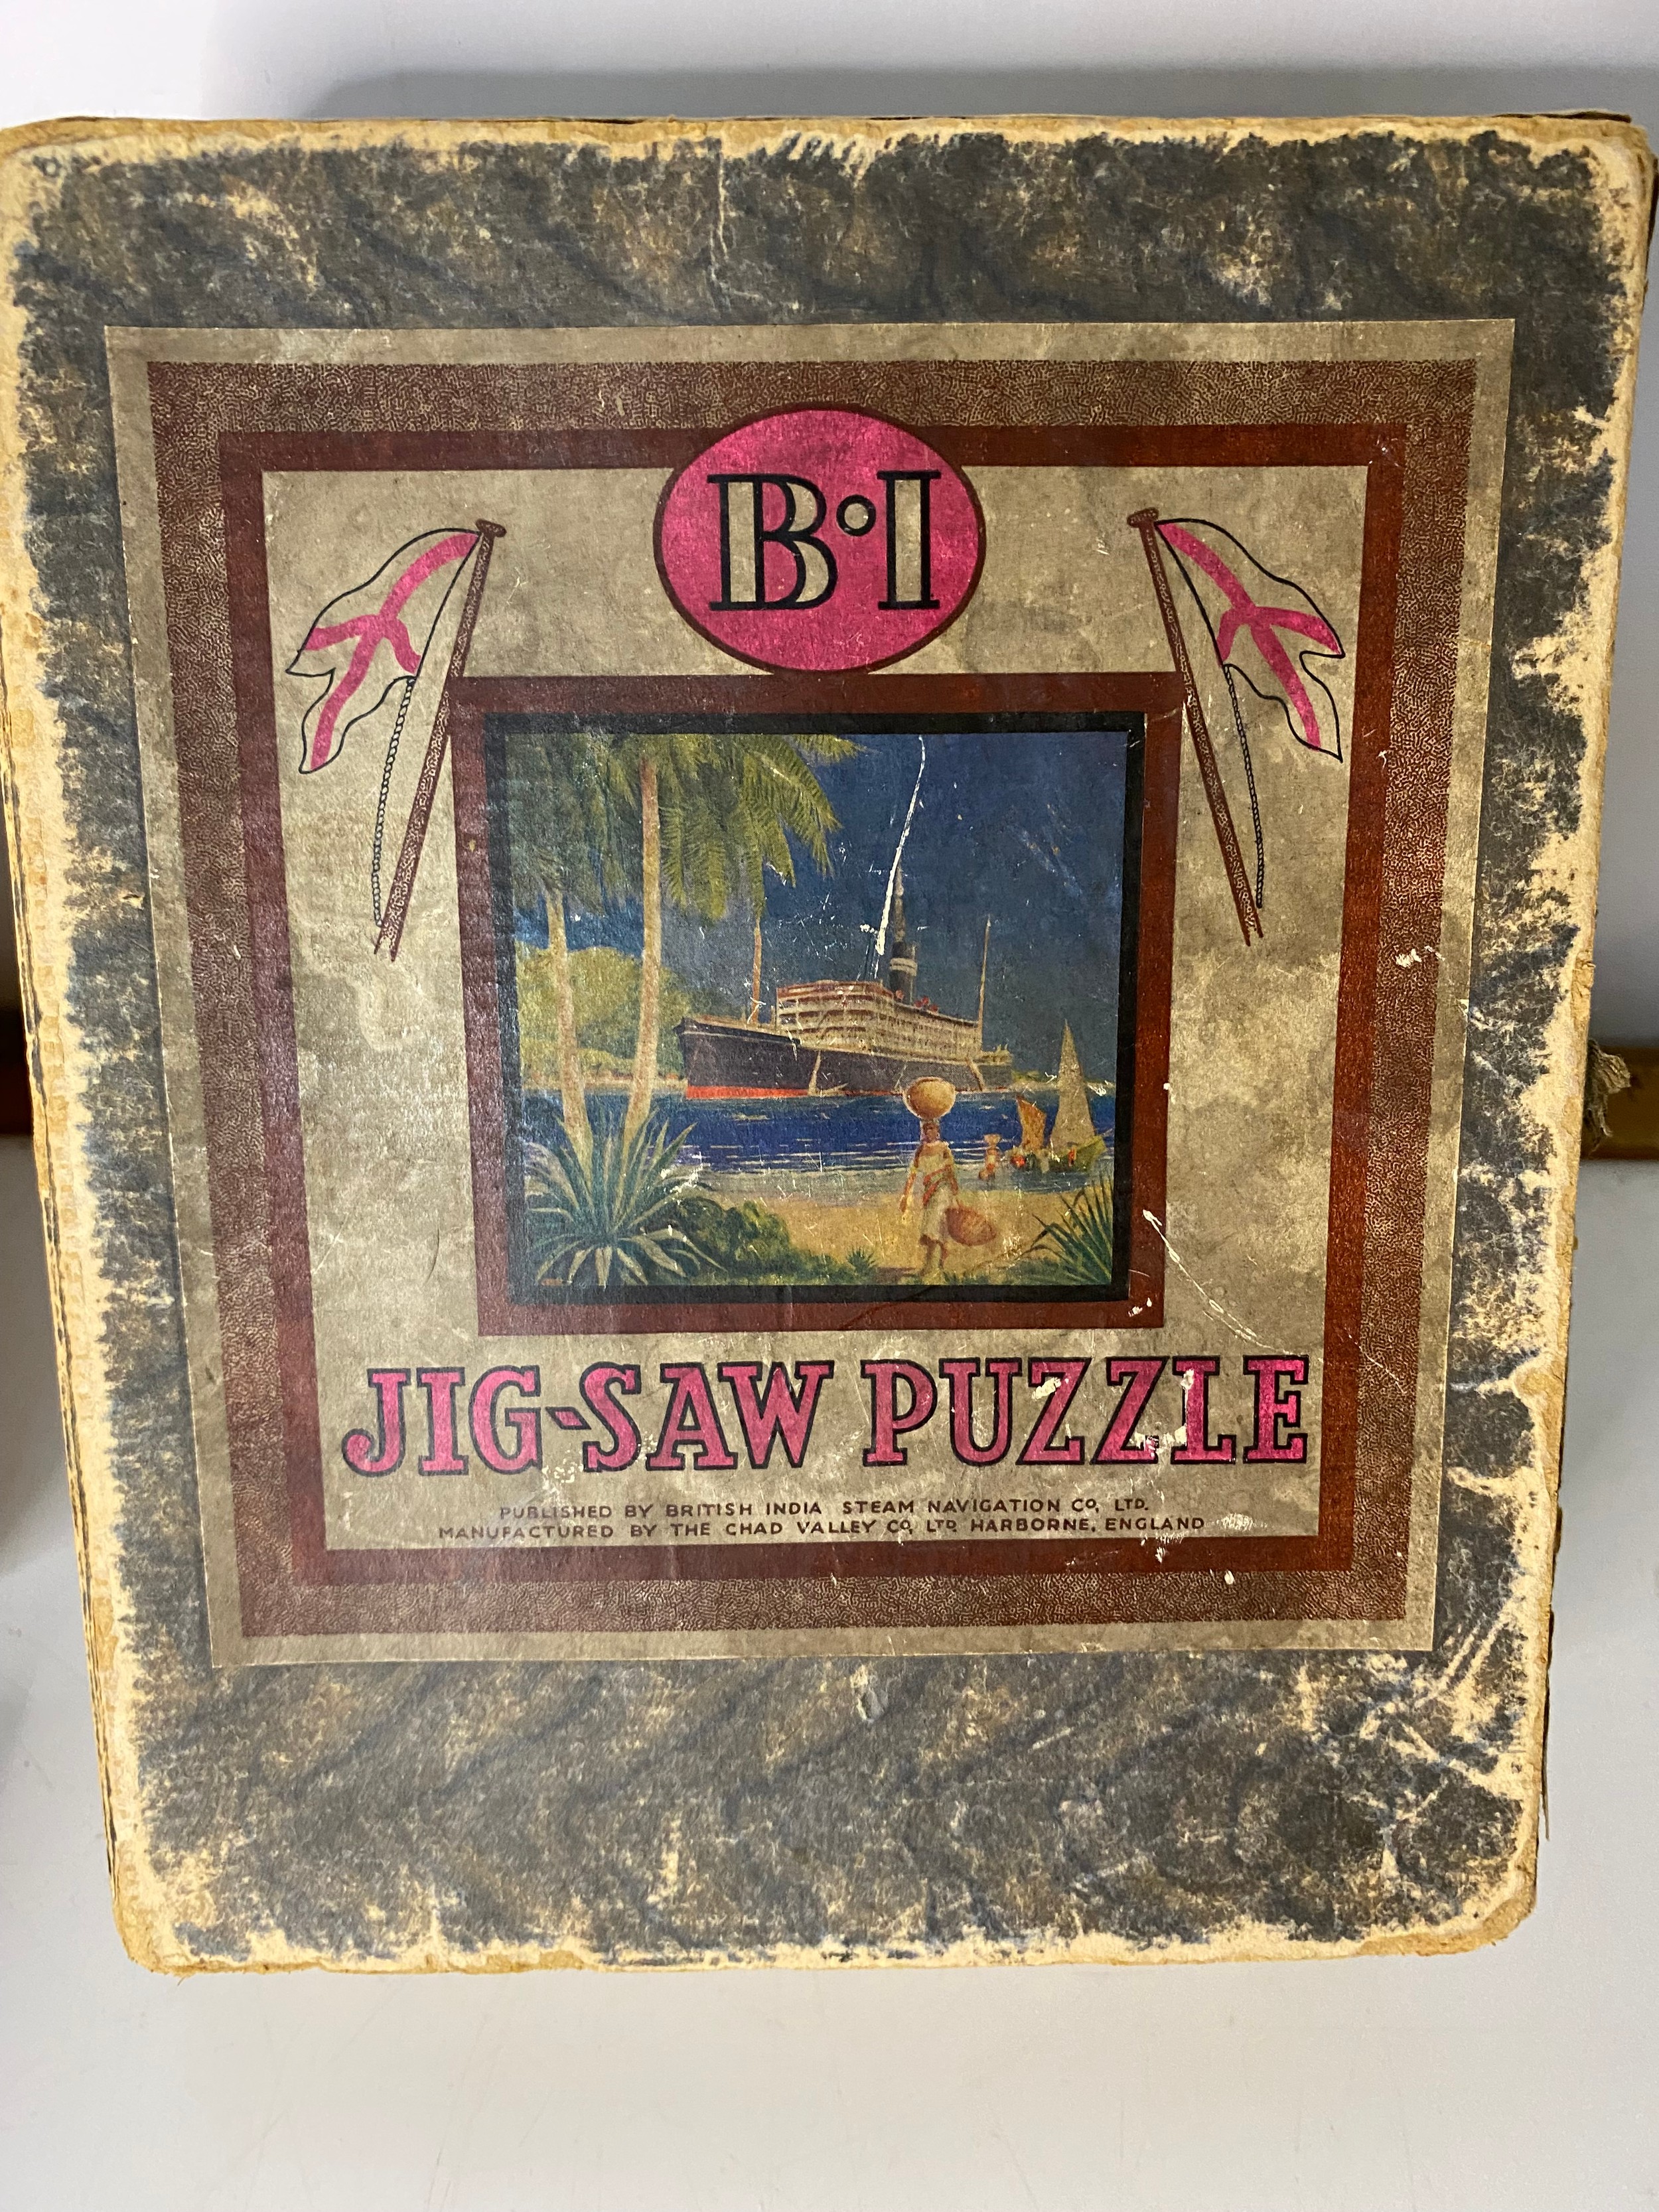 B·I
JIG-SAW PUZZLE
PUBLISHED BY BRITISH INDIA STEAM NAVIGATION CO, LTD.
MANUFACTURED BY THE CHAD VALLEY CO, LTD. HARBORNE, ENGLAND